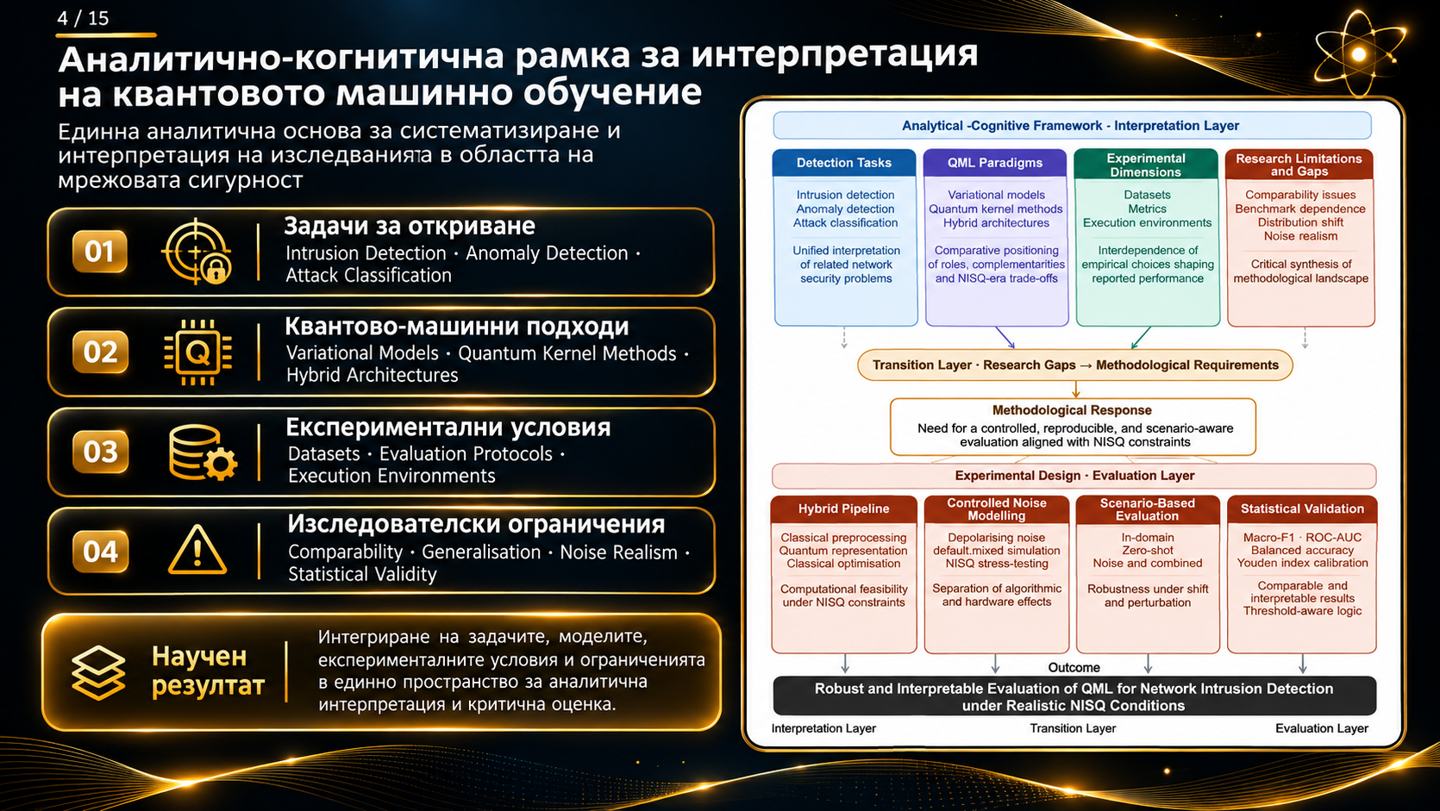 4 / 15
Аналитично-когнитична рамка за интерпретация
на квантовото машинно обучение
Единна аналитична основа за систематизиране и
интерпретация на изследванията в областта на
мрежовата сигурност
01
Задачи за откриване
Intrusion Detection · Anomaly Detection ·
Attack Classification
02
Q
Квантово-машинни подходи
Variational Models · Quantum Kernel Methods ·
Hybrid Architectures
03
Експериментални условия
Datasets · Evaluation Protocols ·
Execution Environments
04
Изследователски ограничения
Comparability · Generalisation · Noise Realism ·
Statistical Validity
Научен
резултат
Интегриране на задачите, моделите,
експерименталните условия и ограниченията
в единно пространство за аналитична
интерпретация и критична оценка.
Analytical -Cognitive Framework - Interpretation Layer
Detection Tasks
Intrusion detection
Anomaly detection
Attack classification
Unified interpretation
of related network
security problems
QML Paradigms
Variational models
Quantum kernel methods
Hybrid architectures
Comparative positioning
of roles, complementarities
and NISQ-era trade-offs
Experimental
Dimensions
Datasets
Metrics
Execution environments
Interdependence of
empirical choices shaping
reported performance
Research Limitations
and Gaps
Comparability issues
Benchmark dependence
Distribution shift
Noise realism
Critical synthesis of
methodological landscape
Transition Layer · Research Gaps → Methodological Requirements
Methodological Response
Need for a controlled, reproducible, and scenario-aware
evaluation aligned with NISQ constraints
Experimental Design · Evaluation Layer
Hybrid Pipeline
Classical preprocessing
Quantum representation
Classical optimisation
Computational feasibility
under NISQ constraints
Controlled Noise
Modelling
Depolarising noise
default.mixed simulation
NISQ stress-testing
Separation of algorithmic
and hardware effects
Scenario-Based
Evaluation
In-domain
Zero-shot
Noise and combined
Robustness under shift
and perturbation
Statistical Validation
Macro-F1 · ROC-AUC
Balanced accuracy
Youden index calibration
Comparable and
interpretable results
Threshold-aware logic
Outcome
Robust and Interpretable Evaluation of QML for Network Intrusion Detection
under Realistic NISQ Conditions
Interpretation Layer
Transition Layer
Evaluation Layer